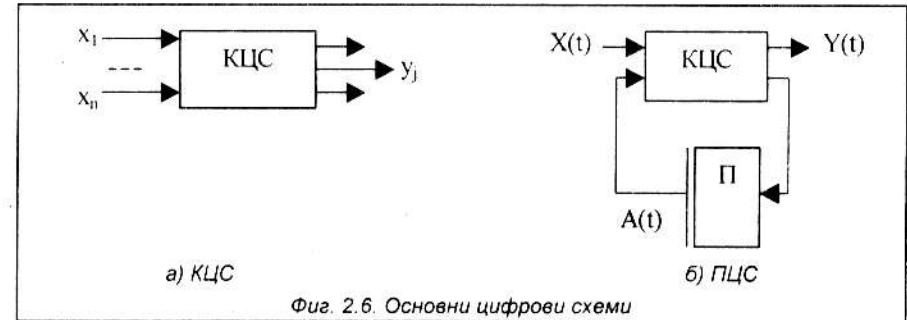 x₁
КЦС
yⱼ
xₙ
а) КЦС
X(t)
КЦС
Y(t)
П
A(t)
б) ПЦС
Фиг. 2.6. Основни цифрови схеми